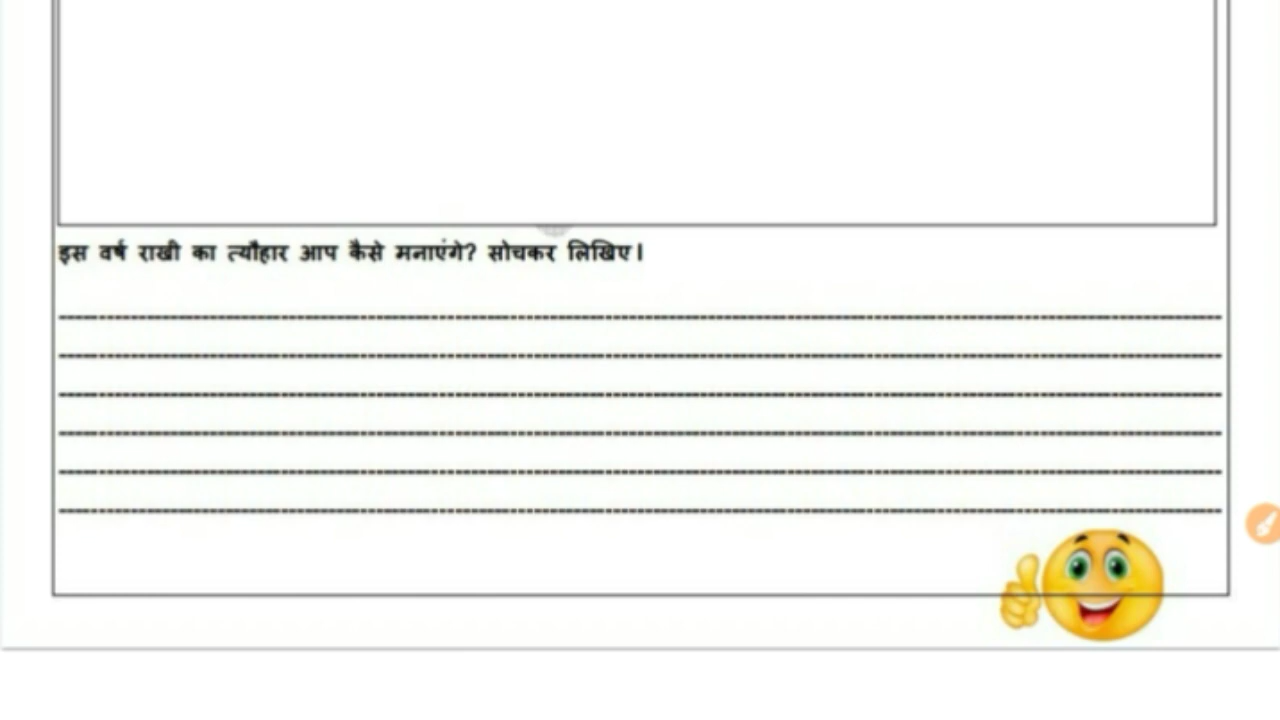 इस वर्ष राखी का त्यौहार आप कैसे मनाएंगे? सोचकर लिखिए।